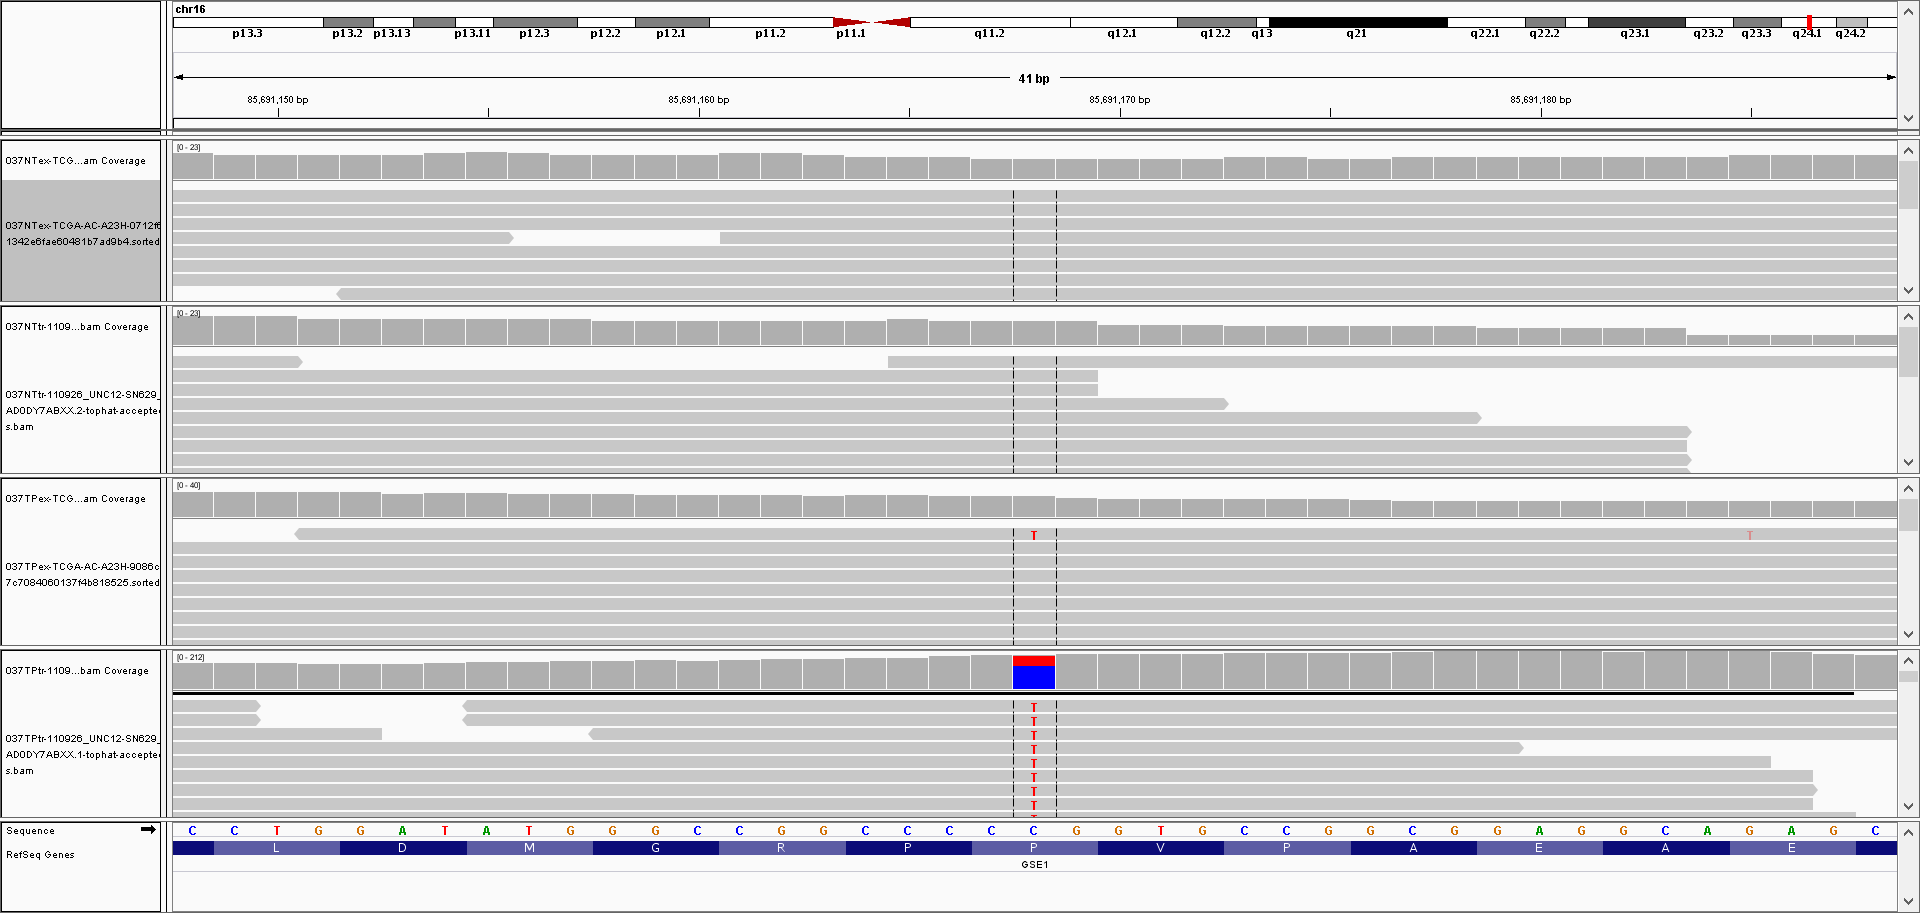 chr16
p13.3 p13.2 p13.13 p13.11 p12.3 p12.2 p12.1 p11.2 p11.1 q11.2 q12.1 q12.2 q13 q21 q22.1 q22.2 q23.1 q23.2 q23.3 q24.1 q24.2
41 bp
85,691,150 bp 85,691,160 bp 85,691,170 bp 85,691,180 bp
[0 - 23]
037NTex-TCG...am Coverage
037NTex-TCGA-AC-A23H-0712f6
1342e6fae60481b7ad9b4.sorted
[0 - 23]
037NTtr-1109...bam Coverage
037NTtr-110926_UNC12-SN629_
AD0DY7ABXX.2-tophat-accepte
s.bam
[0 - 40]
037TPex-TCG...am Coverage
T T
037TPex-TCGA-AC-A23H-9086c
7c7084060137f4b818525.sorted
[0 - 212]
037TPtr-1109...bam Coverage
T
T
T
037TPtr-110926_UNC12-SN629_
T
AD0DY7ABXX.1-tophat-accepte
T
s.bam
T
T
T
Sequence C C T G G A T A T G G G C C G G C C C C C G G T G C C G G C G G A G G C A G A G C
L D M G R P P V P A E A E
RefSeq Genes
GSE1